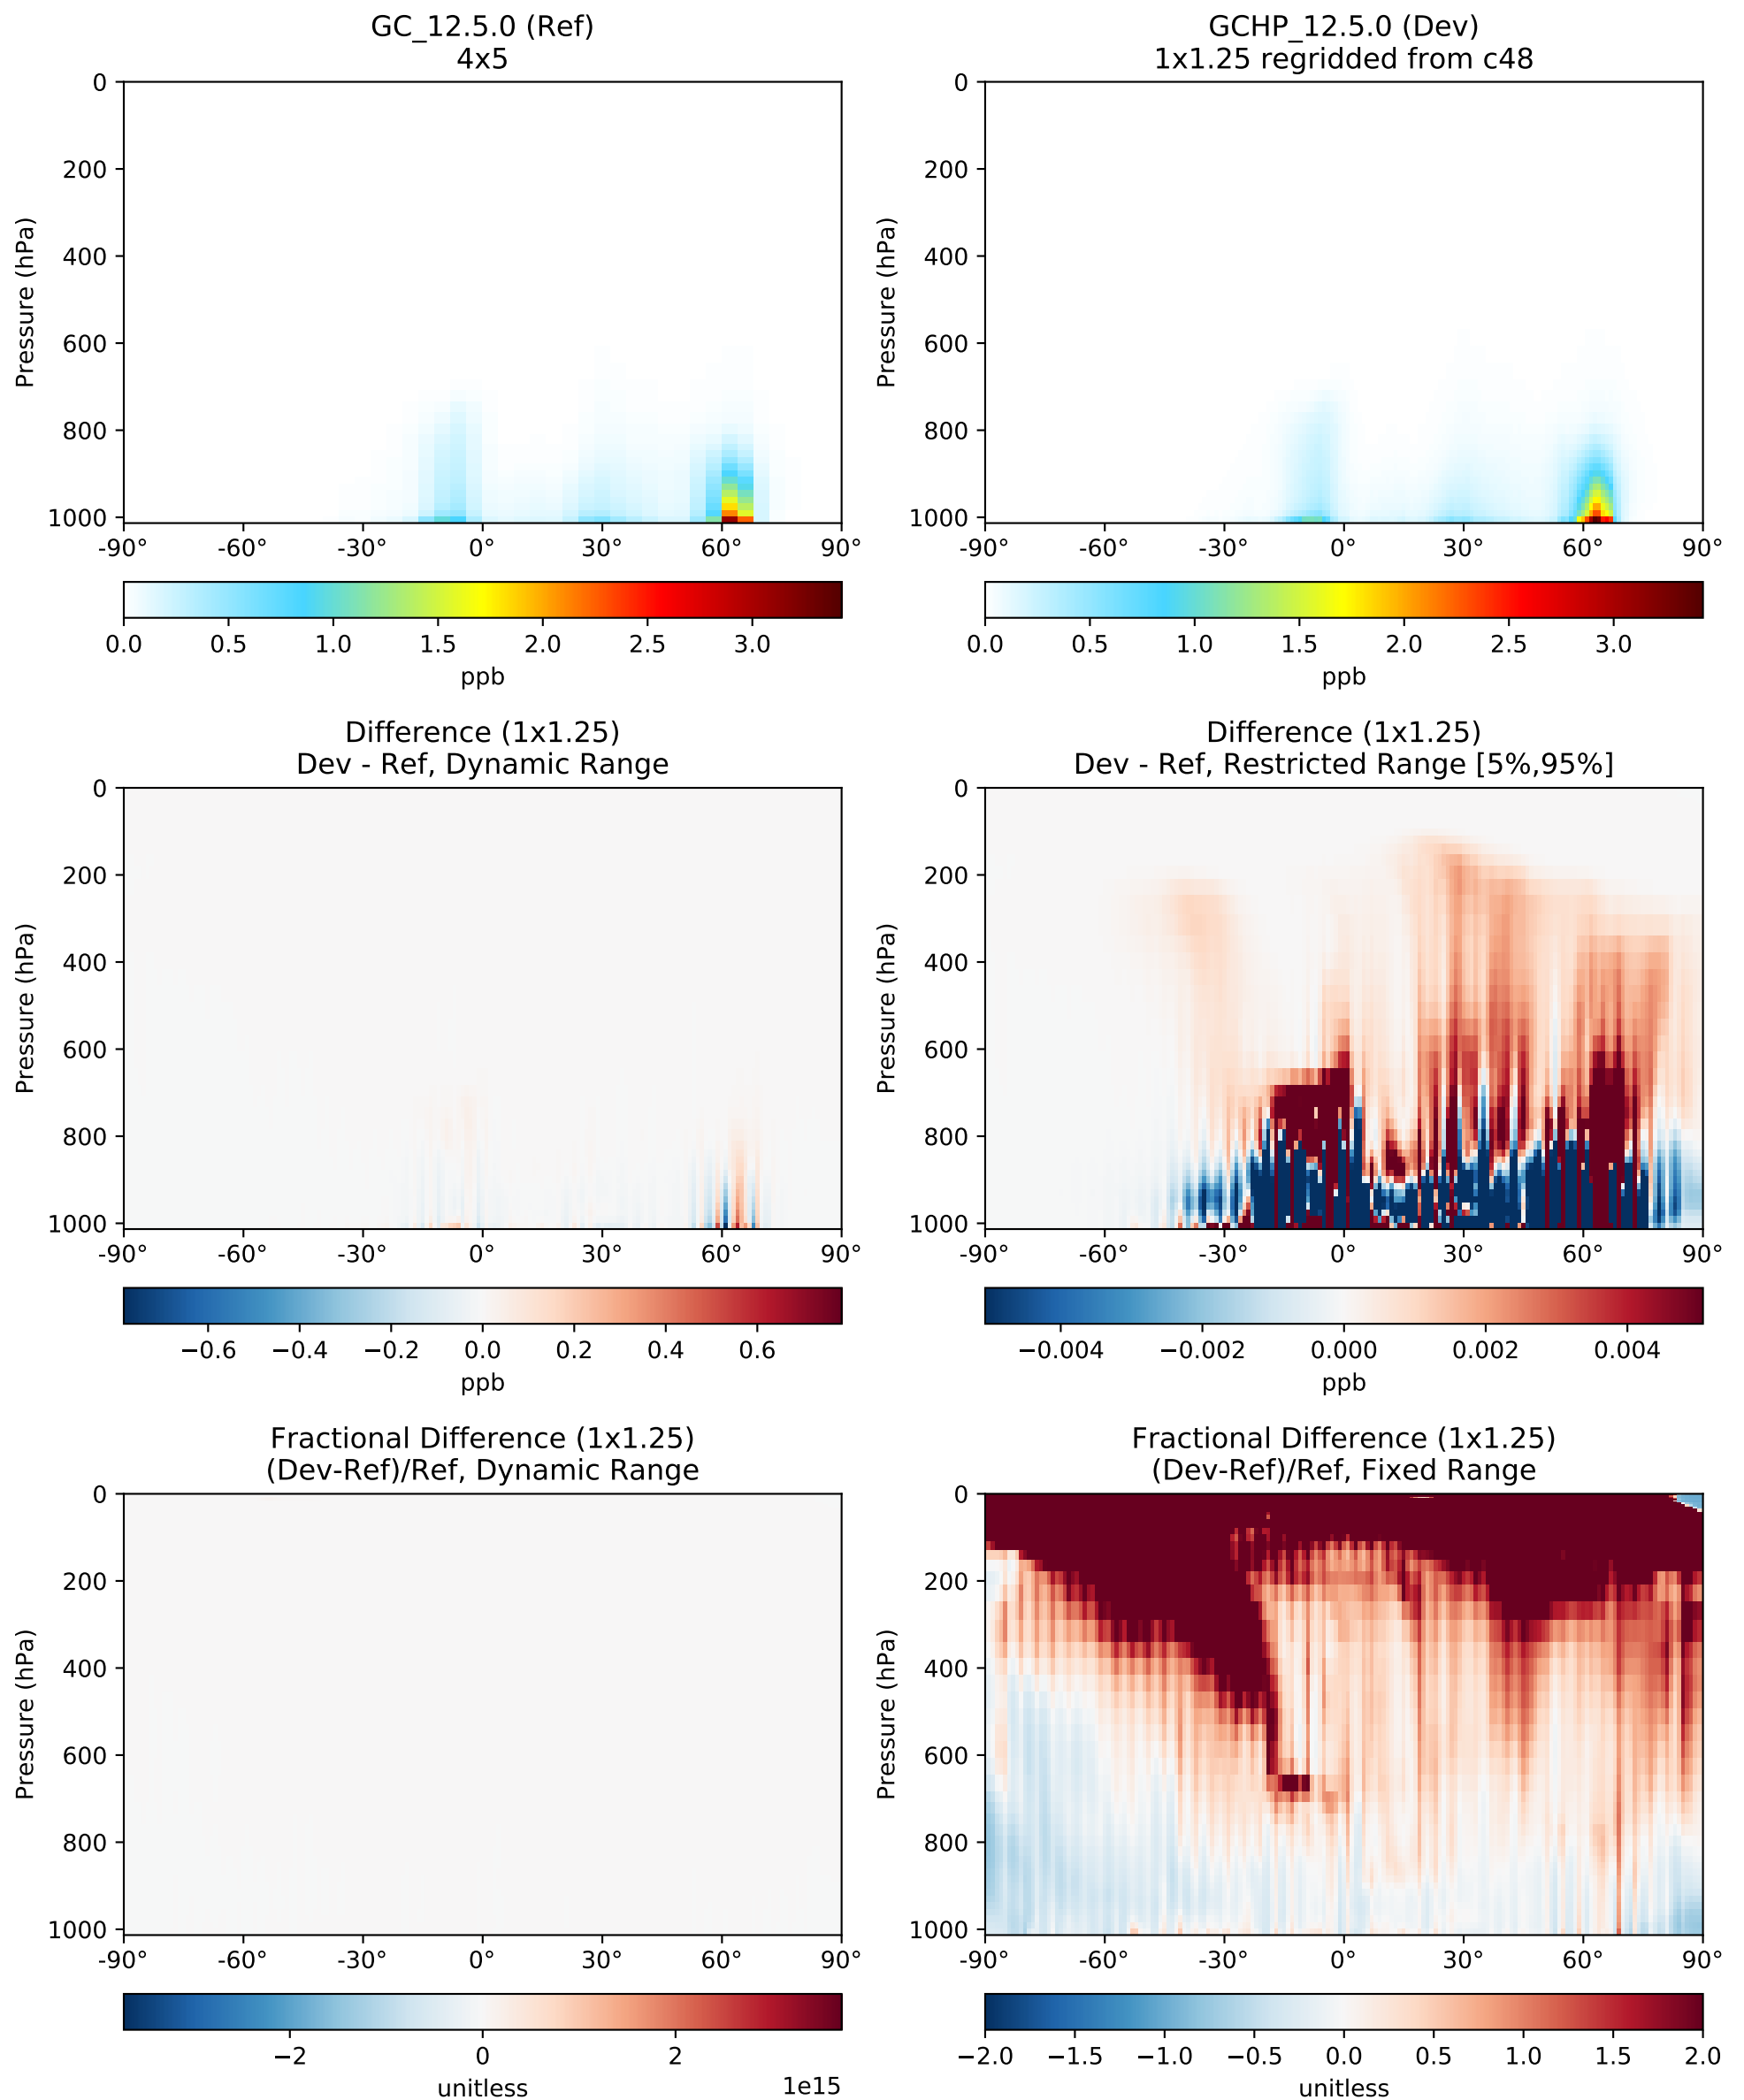 GC_12.5.0 (Ref)
4x5
0
200
400
600
800
1000
Pressure (hPa)
-90° -60° -30° 0° 30° 60° 90°
0.0 0.5 1.0 1.5 2.0 2.5 3.0
ppb
GCHP_12.5.0 (Dev)
1x1.25 regridded from c48
0
200
400
600
800
1000
Pressure (hPa)
-90° -60° -30° 0° 30° 60° 90°
0.0 0.5 1.0 1.5 2.0 2.5 3.0
ppb
Difference (1x1.25)
Dev - Ref, Dynamic Range
0
200
400
600
800
1000
Pressure (hPa)
-90° -60° -30° 0° 30° 60° 90°
−0.6 −0.4 −0.2 0.0 0.2 0.4 0.6
ppb
Difference (1x1.25)
Dev - Ref, Restricted Range [5%,95%]
0
200
400
600
800
1000
Pressure (hPa)
-90° -60° -30° 0° 30° 60° 90°
−0.004 −0.002 0.000 0.002 0.004
ppb
Fractional Difference (1x1.25)
(Dev-Ref)/Ref, Dynamic Range
0
200
400
600
800
1000
Pressure (hPa)
-90° -60° -30° 0° 30° 60° 90°
−2 0 2
1e15
unitless
Fractional Difference (1x1.25)
(Dev-Ref)/Ref, Fixed Range
0
200
400
600
800
1000
Pressure (hPa)
-90° -60° -30° 0° 30° 60° 90°
−2.0 −1.5 −1.0 −0.5 0.0 0.5 1.0 1.5 2.0
unitless